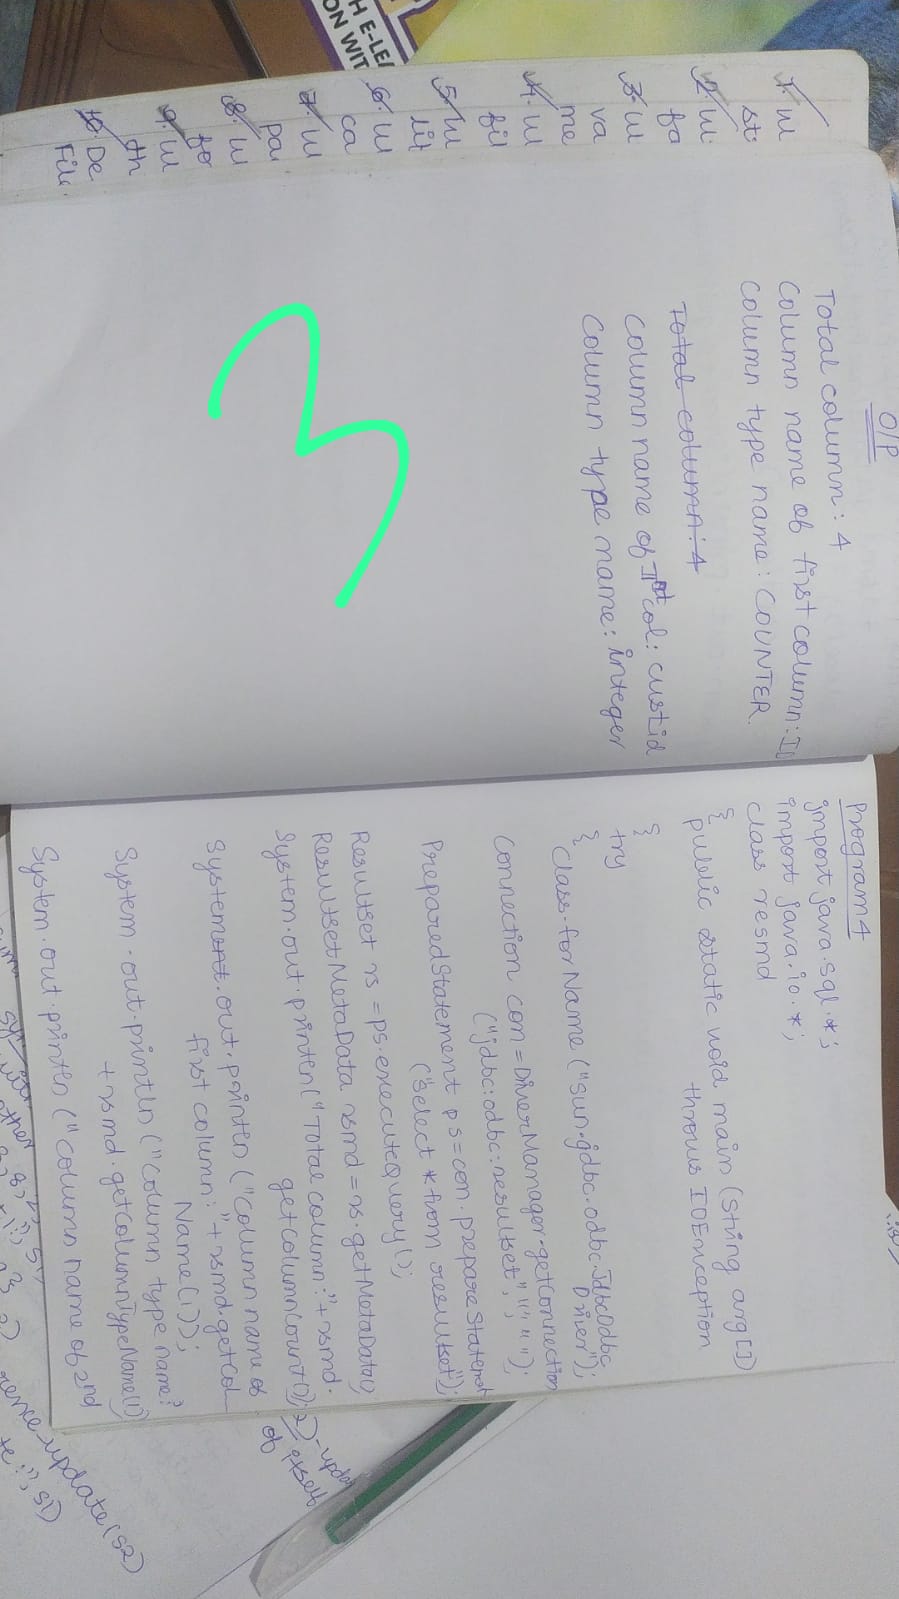 O/P
Total column: 4
Column name of first column: ID
Column type name: COUNTER.
Total column: 4
Column name of IInd col: custid
Column type name: integer
1. W
st
2. W
fa
3. W
va
me
4. W
fil
5. W
lit
6. W
ca
7. W
pa
8. W
fo
9. W
th
10. De
File
H E-LEA
ON WIT
Program 4
import java.sql.*;
import java.io.*;
class resmd
{
public static void main (String arg[])
throws IOException
{
try
{
Class.forName ("sun.jdbc.odbc.JdbcOdbc
Driver");
Connection con = DriverManager.getConnection
("jdbc:odbc:resultset", "", "");
PreparedStatement ps = con.prepareStatement
("select * from resultset");
Resultset rs = ps.executeQuery();
ResultsetMetaData rsmd = rs.getMetaData()
System.out.println("Total column:" + rsmd.
getColumnCount());
System.out.println ("Column name of
first column:" + rsmd.getCol
Name(1));
System.out.println ("Column type name:"
+ rsmd.getColumnTypeName(1)
System.out.println ("Column name of 2nd
2) - updat
of itself
rence-update(S2)
te:", S1)